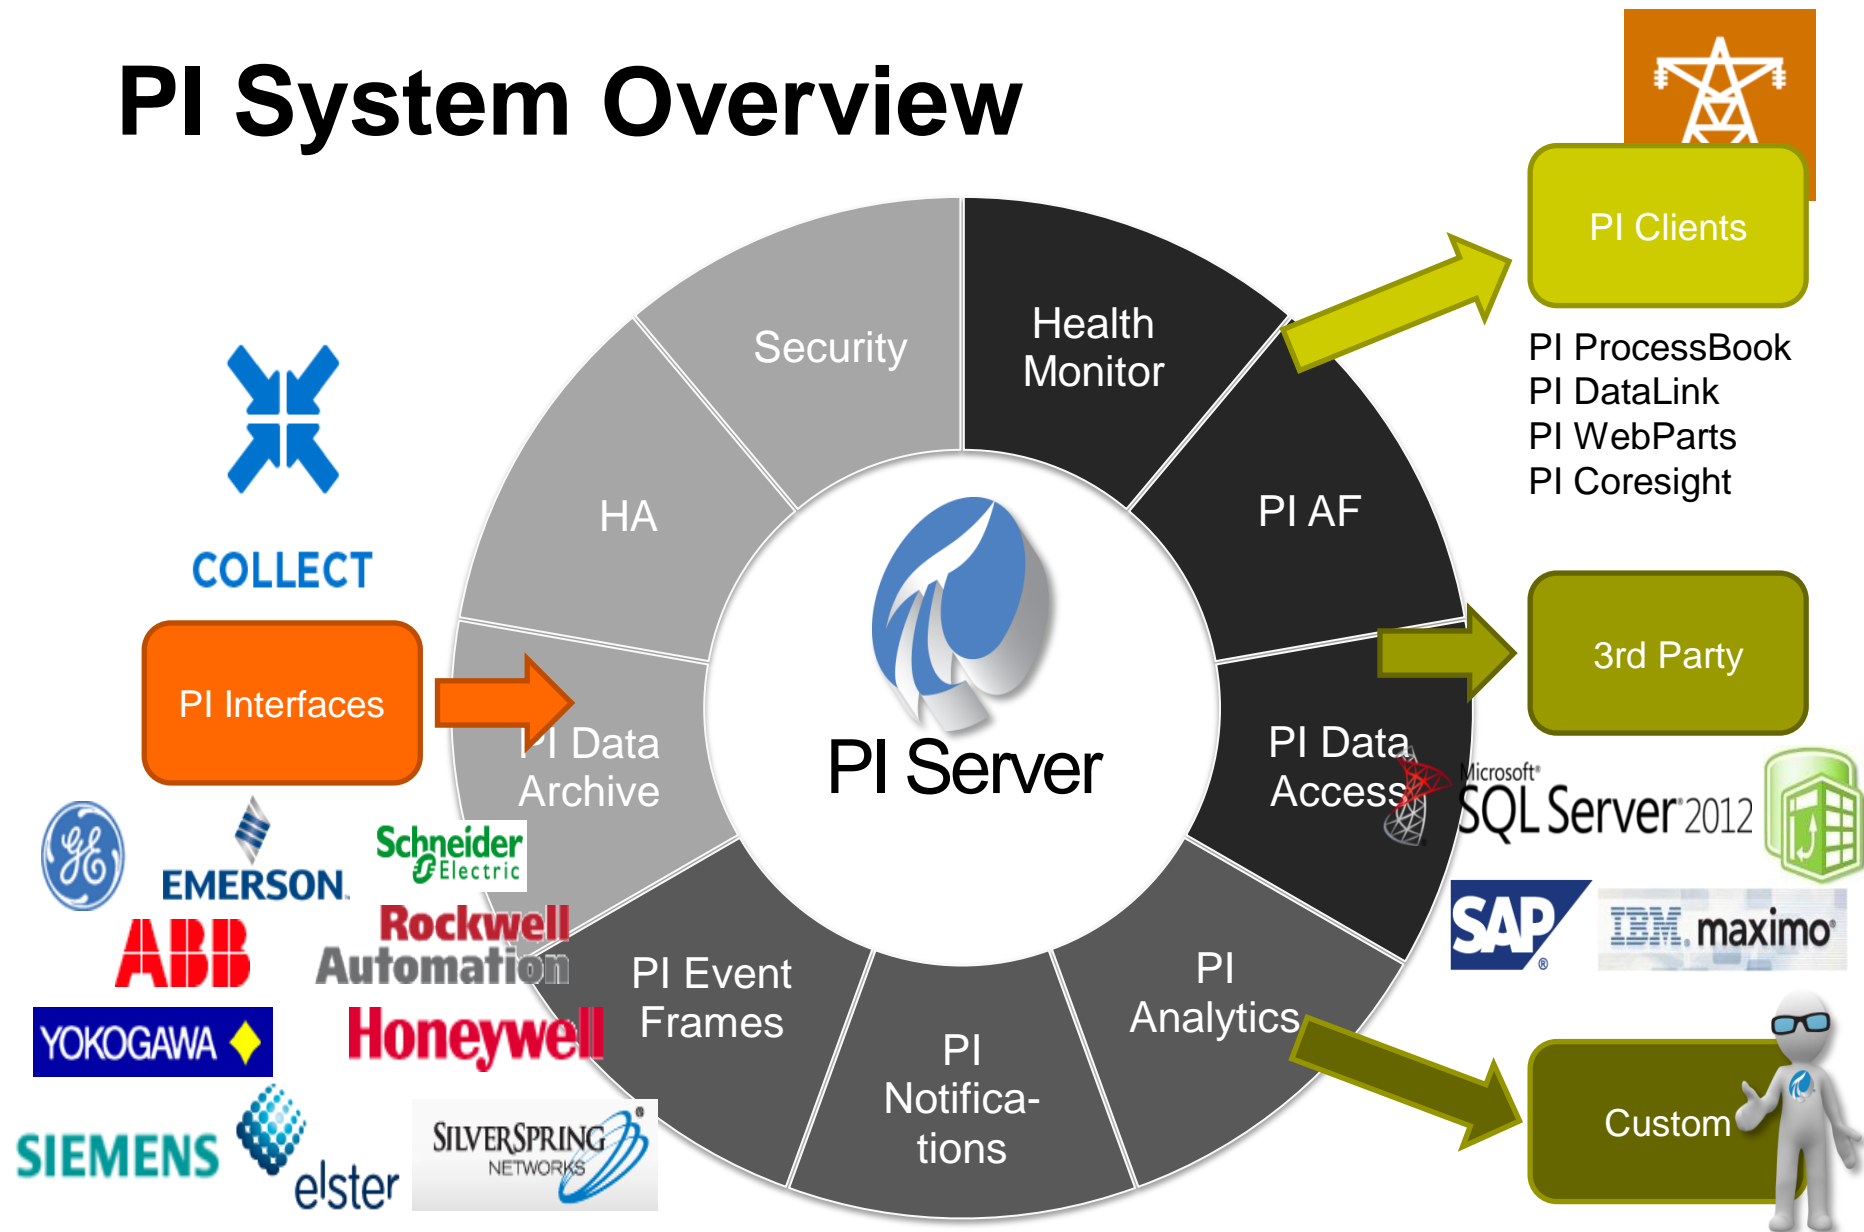 PI System Overview
PI Clients
PI ProcessBook
PI DataLink
PI WebParts
PI Coresight
Security
Health
Monitor
HA
PI AF
COLLECT
PI Interfaces
3rd Party
PI Data
Archive
PI Server
PI Data
Access
Microsoft®
SQL Server® 2012
GE
EMERSON™
Schneider
Electric
ABB
Rockwell
Automation
SAP®
IBM. maximo®
PI Event
Frames
PI
Analytics
YOKOGAWA
Honeywell
PI
Notifica-
tions
SIEMENS
elster
SILVERSPRING®
NETWORKS
Custom